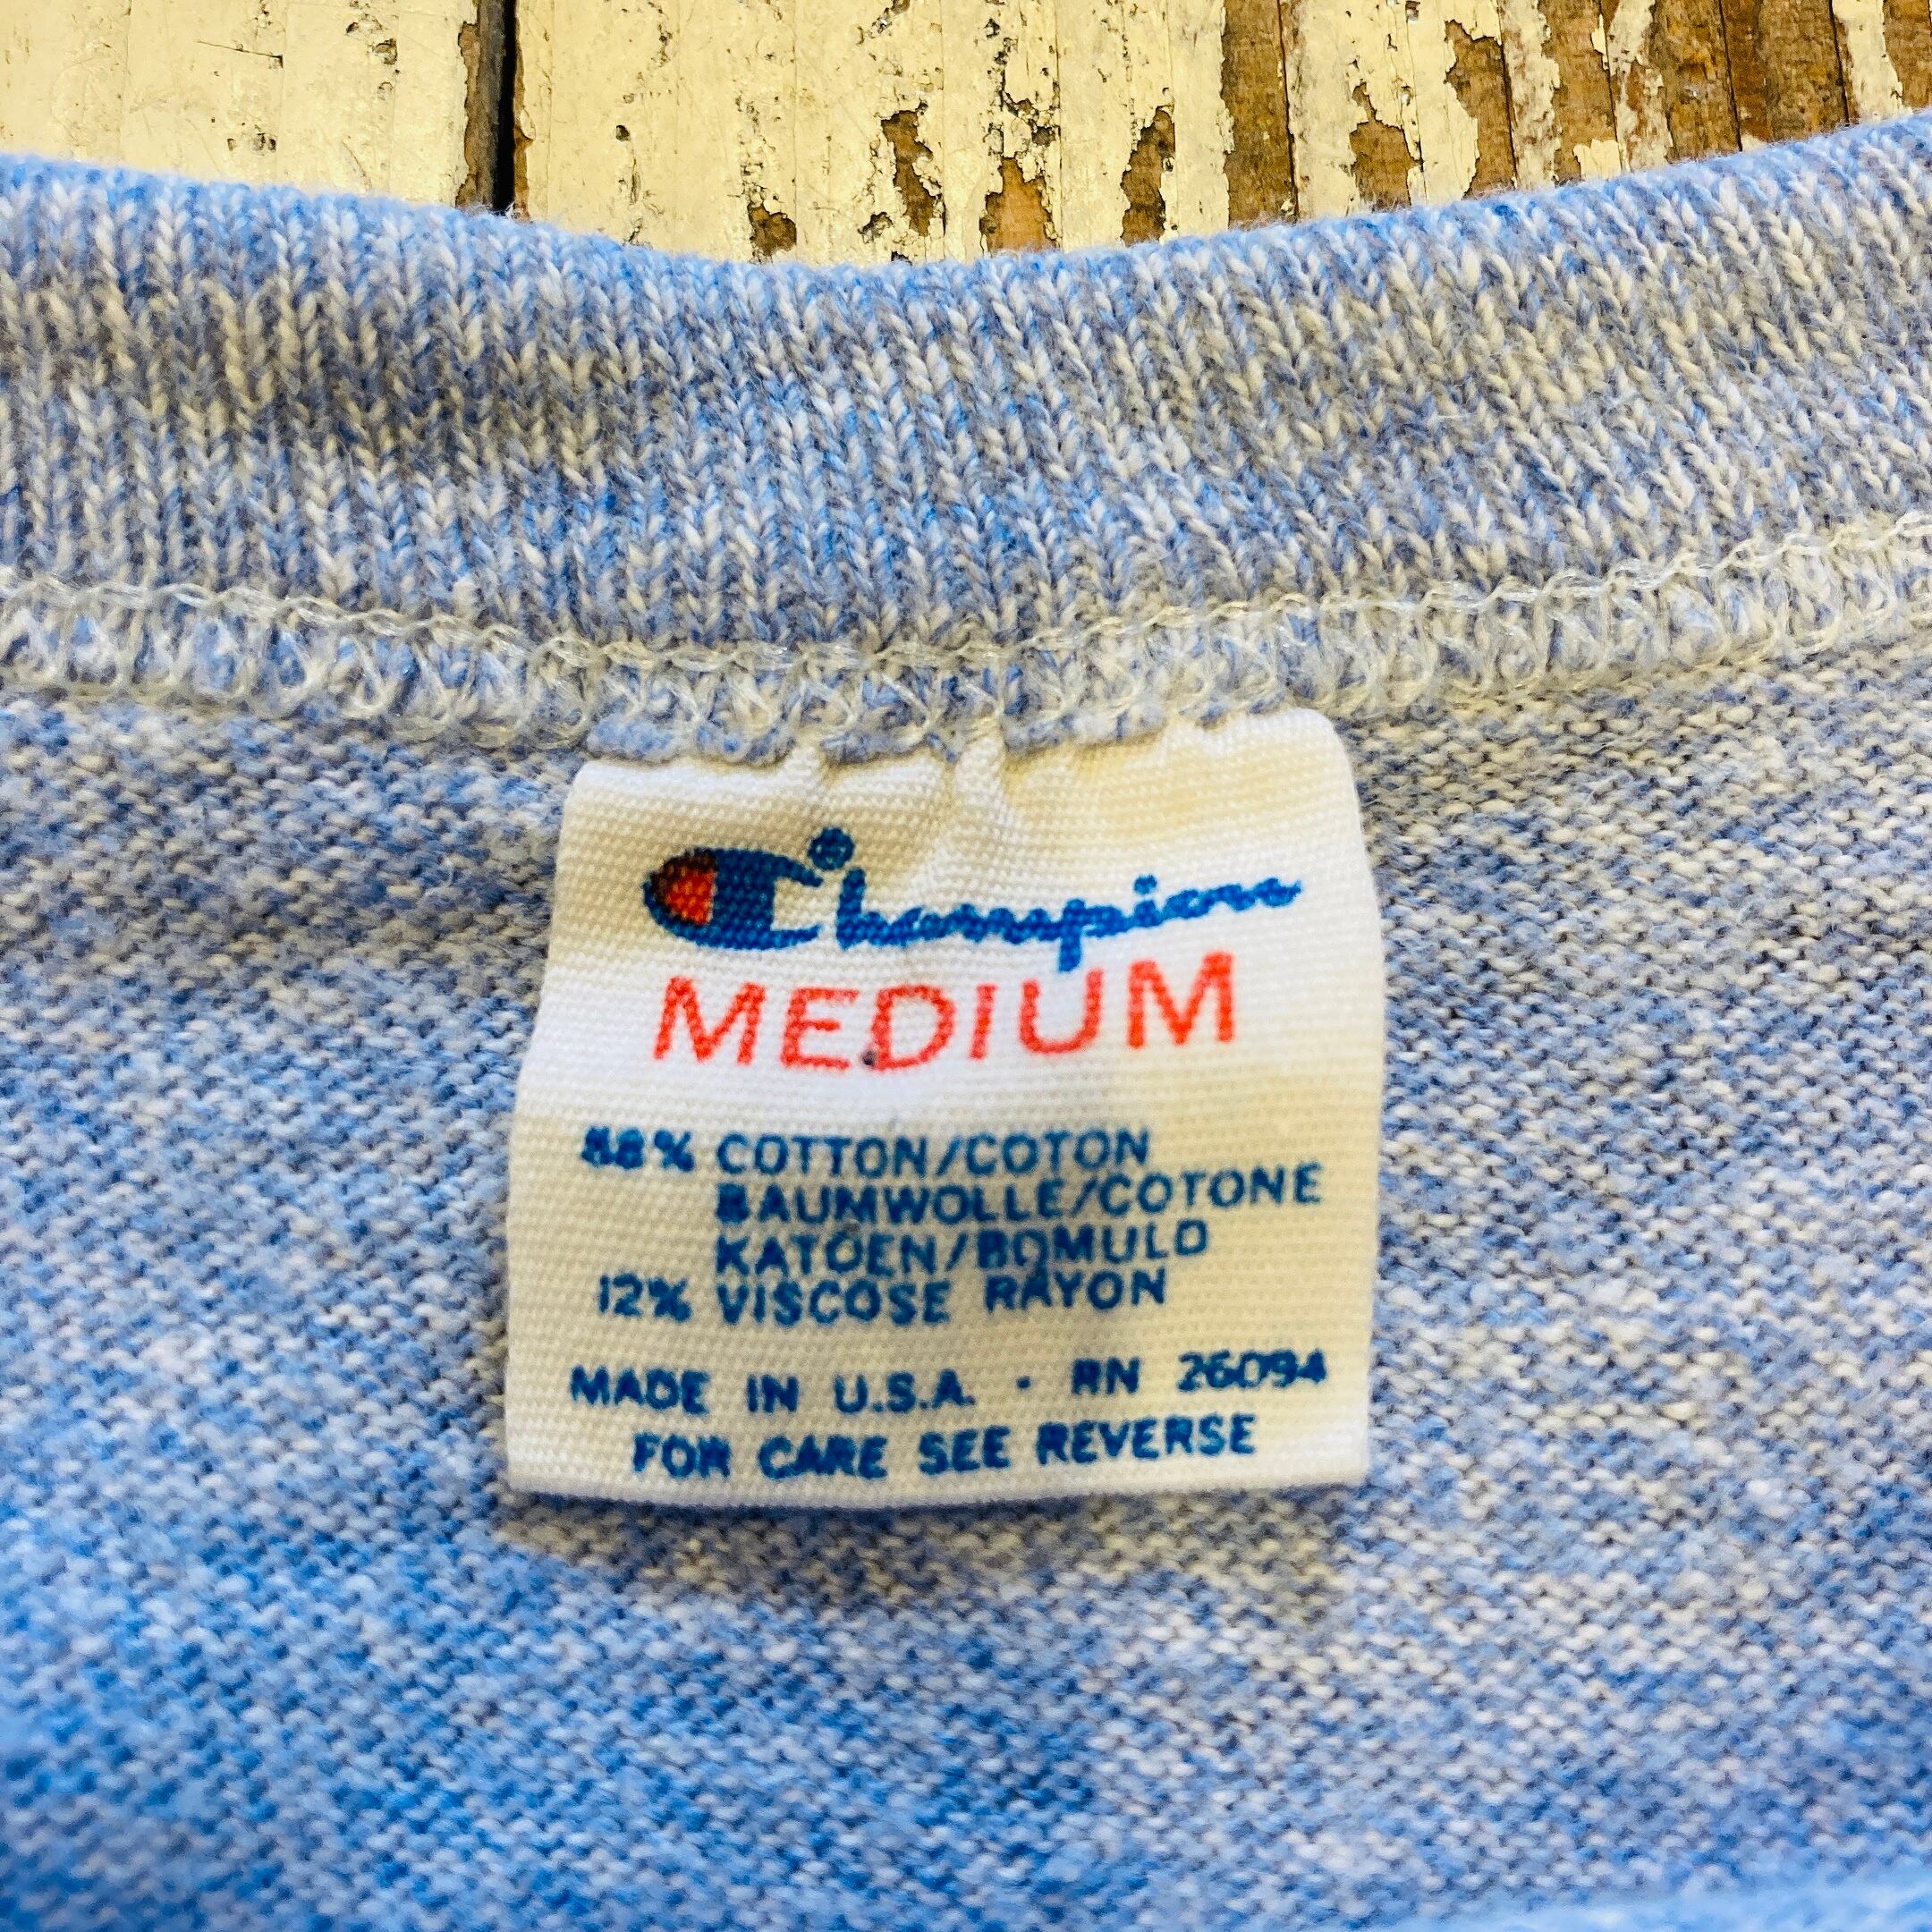 Champion
MEDIUM
88% COTTON/COTON
BAUMWOLLE/COTONE
KATOEN/BOMULD
12% VISCOSE RAYON
MADE IN U.S.A. · RN 26094
FOR CARE SEE REVERSE